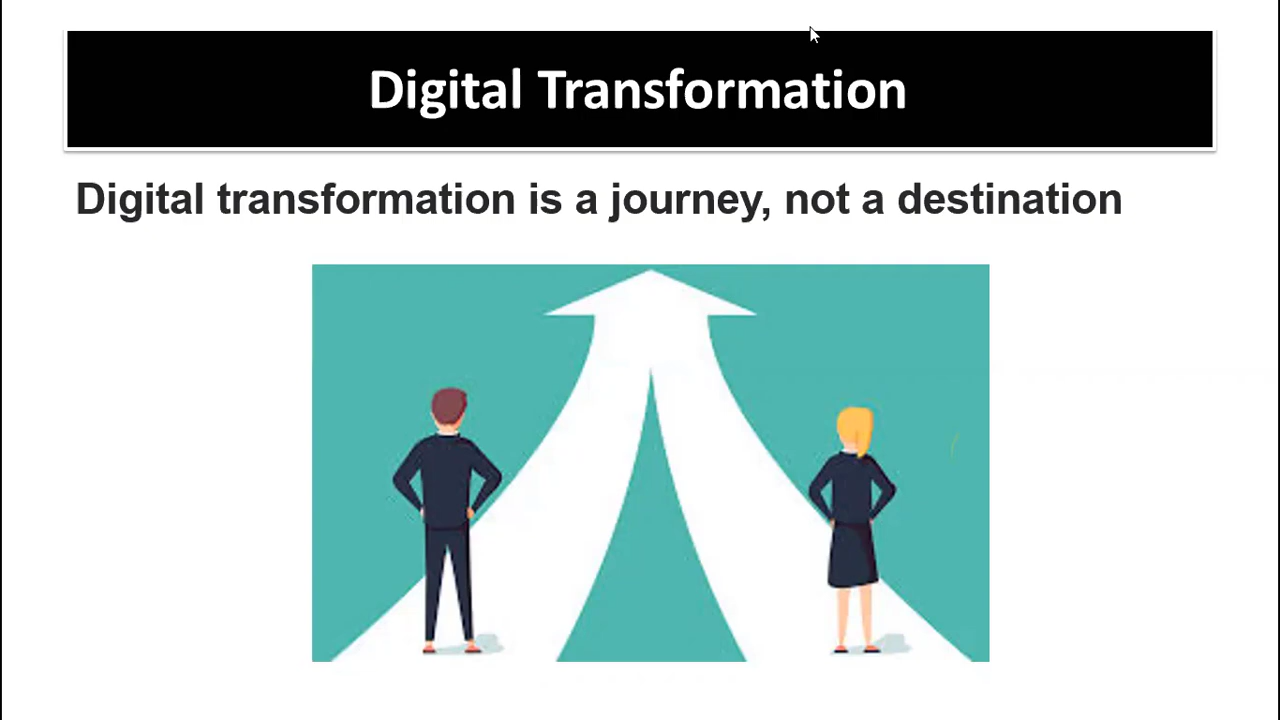 Digital Transformation
Digital transformation is a journey, not a destination